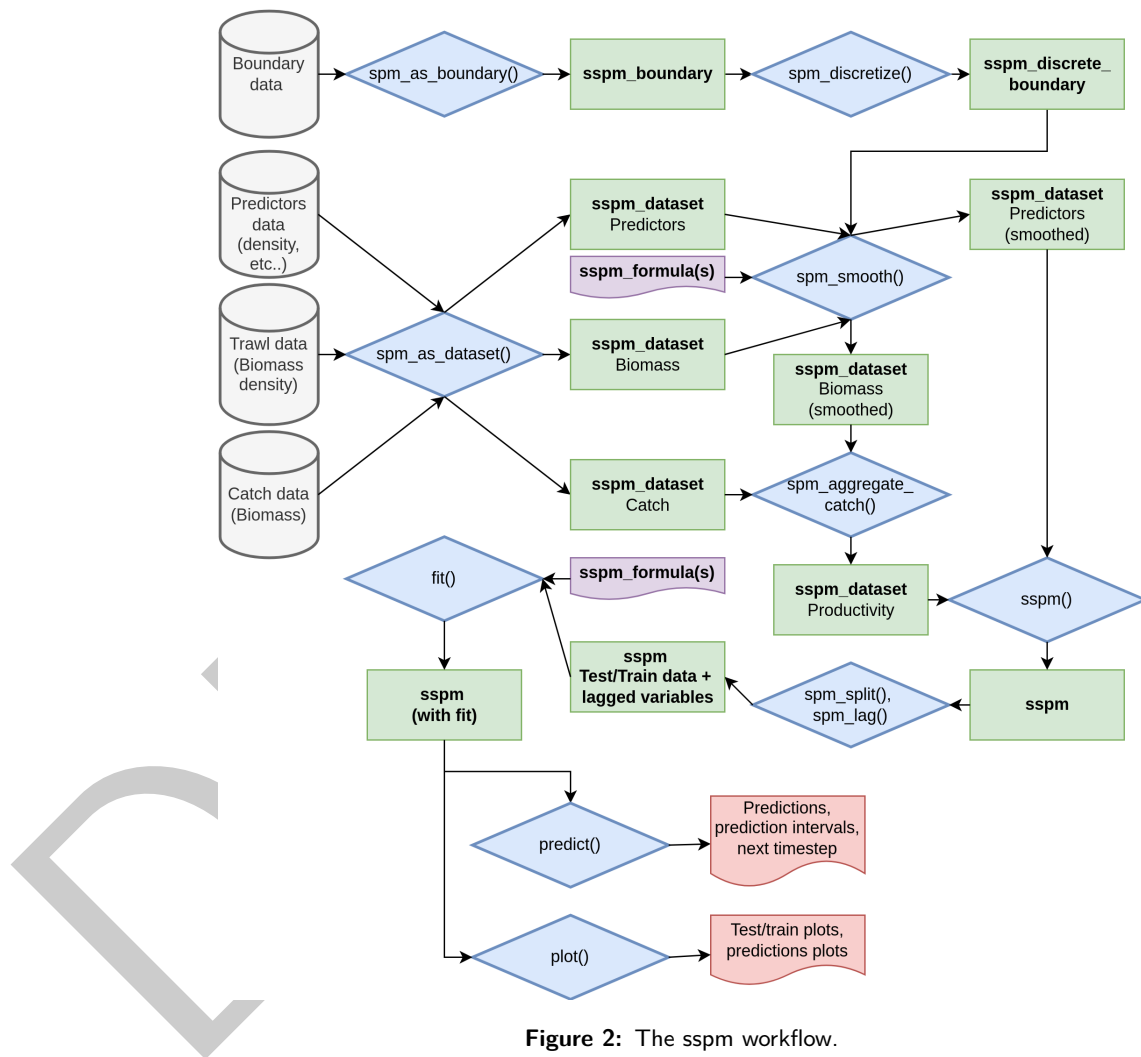 Boundary
data
spm_as_boundary()
sspm_boundary
spm_discretize()
sspm_discrete_
boundary
Predictors
data
(density,
etc..)
sspm_dataset
Predictors
sspm_dataset
Predictors
(smoothed)
sspm_formula(s)
spm_smooth()
Trawl data
(Biomass
density)
spm_as_dataset()
sspm_dataset
Biomass
sspm_dataset
Biomass
(smoothed)
Catch data
(Biomass)
sspm_dataset
Catch
spm_aggregate_
catch()
fit()
sspm_formula(s)
sspm_dataset
Productivity
sspm()
sspm
(with fit)
sspm
Test/Train data +
lagged variables
spm_split(),
spm_lag()
sspm
predict()
Predictions,
prediction intervals,
next timestep
plot()
Test/train plots,
predictions plots
Figure 2: The sspm workflow.